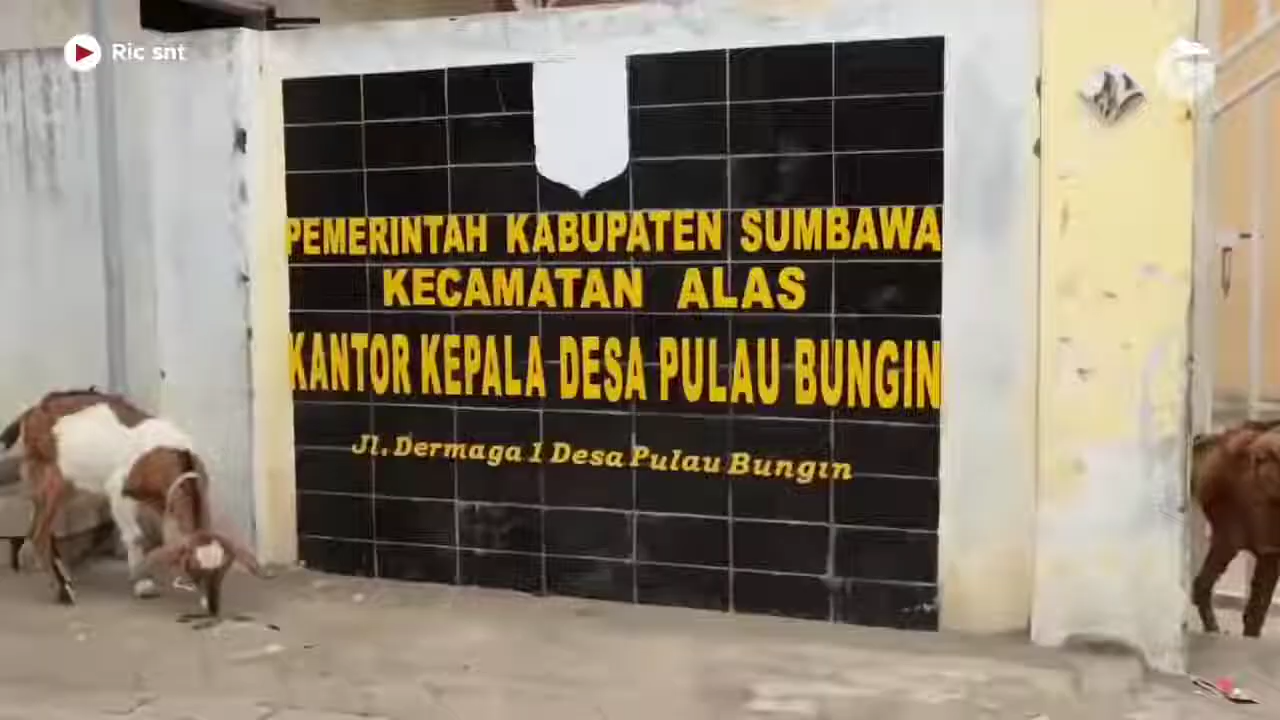 Ric snt
PEMERINTAH KABUPATEN SUMBAWA
KECAMATAN ALAS
KANTOR KEPALA DESA PULAU BUNGIN
Jl. Dermaga 1 Desa Pulau Bungin